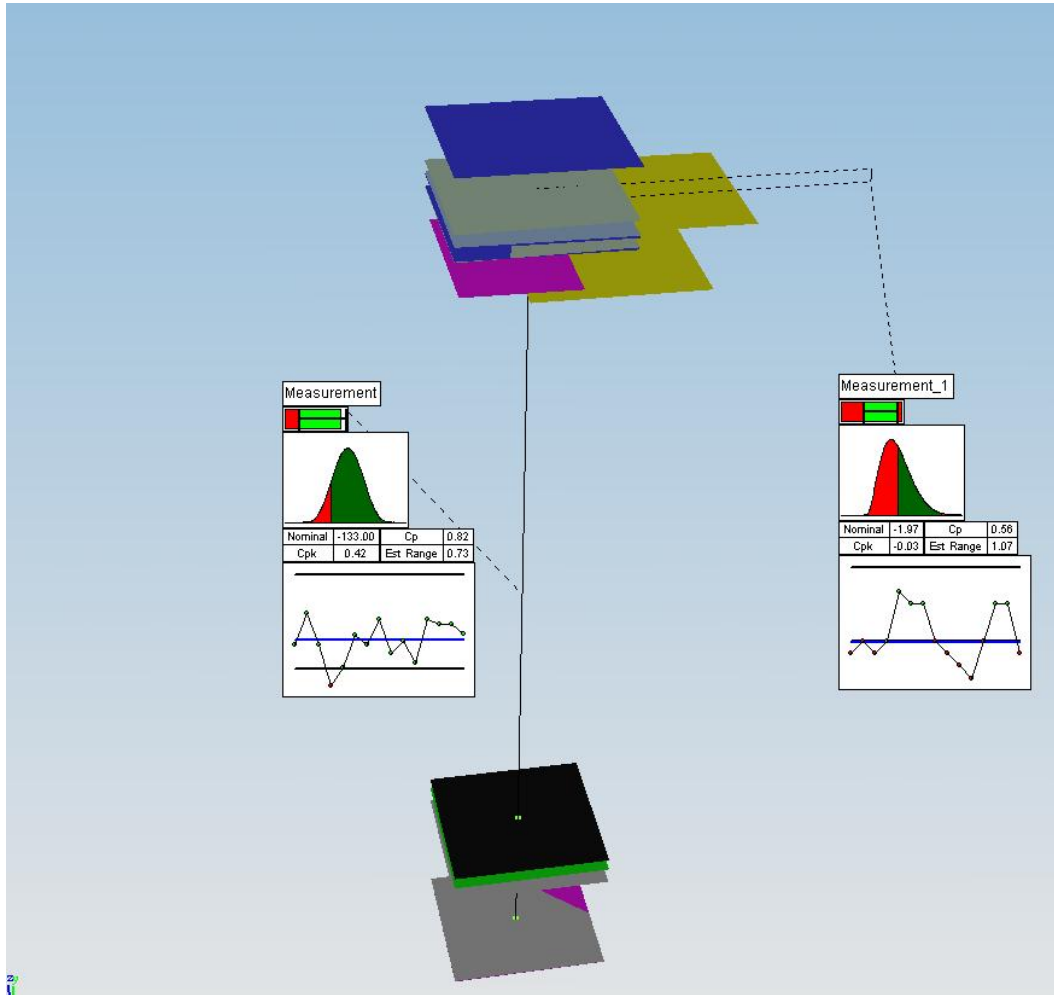 Measurement
Nominal -133.00 Cp 0.82
Cpk 0.42 Est Range 0.73
Measurement_1
Nominal -1.97 Cp 0.56
Cpk -0.03 Est Range 1.07